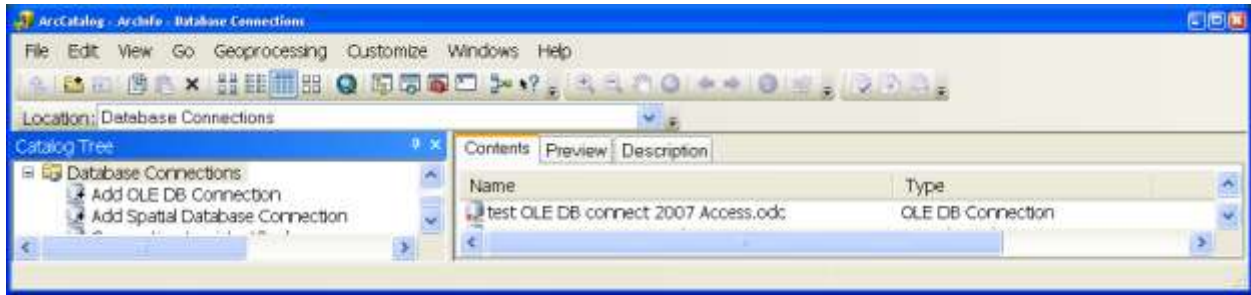 ArcCatalog - ArcInfo - Database Connections
File Edit View Go Geoprocessing Customize Windows Help
Location: Database Connections
Catalog Tree
Database Connections
Add OLE DB Connection
Add Spatial Database Connection
Contents Preview Description
Name Type
test OLE DB connect 2007 Access.odc OLE DB Connection